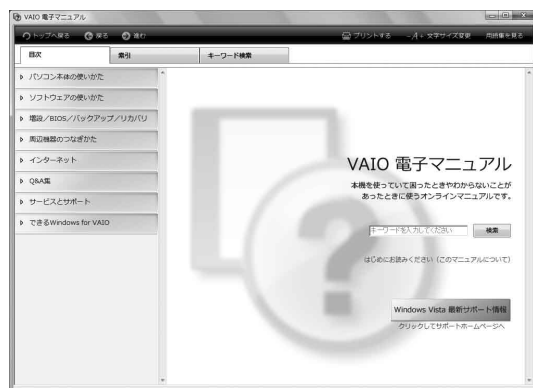 VAIO 電子マニュアル
トップへ戻る 戻る 進む プリントする -A+ 文字サイズ変更 用語集を見る
目次 索引 キーワード検索
パソコン本体の使いかた
ソフトウェアの使いかた
増設/BIOS/バックアップ/リカバリ
周辺機器のつなぎかた
インターネット
Q&A集
サービスとサポート
できるWindows for VAIO
VAIO 電子マニュアル
本機を使っていて困ったときやわからないことが
あったときに使うオンラインマニュアルです。
キーワードを入力してください 検索
はじめにお読みください(このマニュアルについて)
Windows Vista 最新サポート情報
クリックしてサポートホームページへ